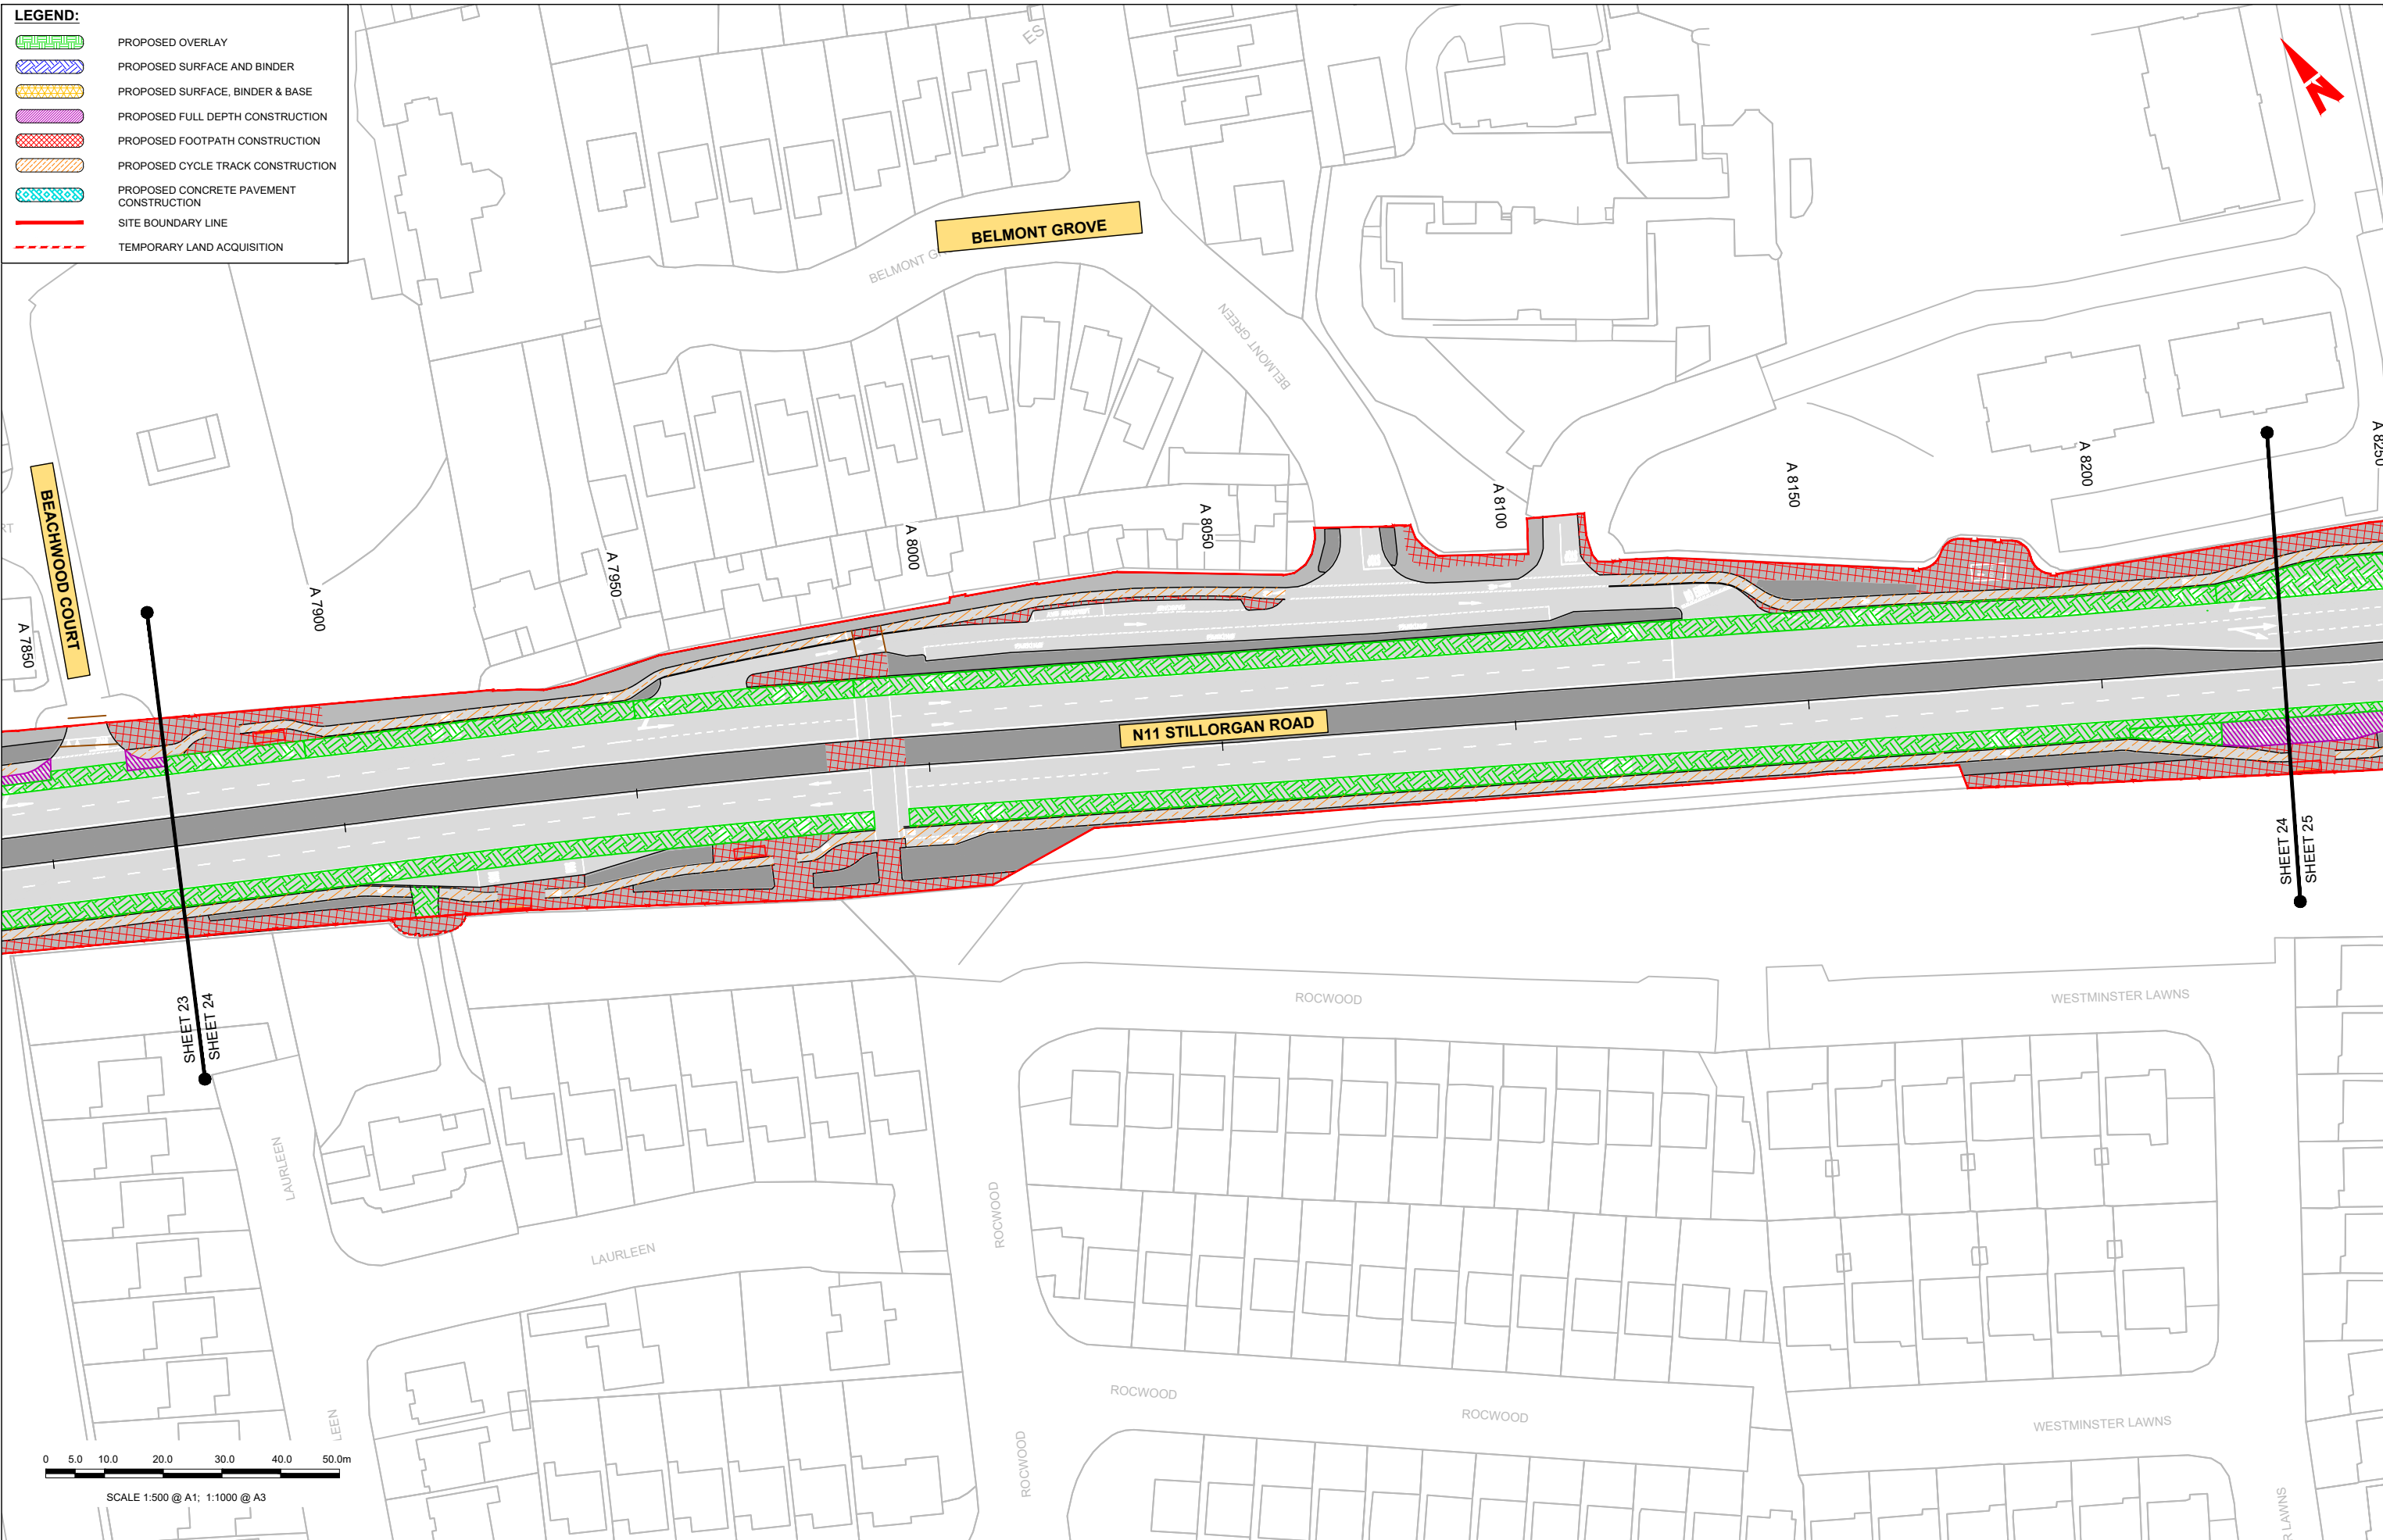 LEGEND:
PROPOSED OVERLAY
PROPOSED SURFACE AND BINDER
PROPOSED SURFACE, BINDER & BASE
PROPOSED FULL DEPTH CONSTRUCTION
PROPOSED FOOTPATH CONSTRUCTION
PROPOSED CYCLE TRACK CONSTRUCTION
PROPOSED CONCRETE PAVEMENT
CONSTRUCTION
SITE BOUNDARY LINE
TEMPORARY LAND ACQUISITION
ES
N
BELMONT GROVE
BELMONT
BELMONT GREEN
BEACHWOOD COURT
A 7850
A 7900
A 7950
A 8000
A 8050
A 8100
A 8150
A 8200
A 8250
N11 STILLORGAN ROAD
SHEET 23
SHEET 24
SHEET 24
SHEET 25
ROCWOOD
WESTMINSTER LAWNS
LAURLEEN
LAURLEEN
ROCWOOD
ROCWOOD
ROCWOOD
WESTMINSTER LAWNS
LEEN
ROCWOOD
LAWNS
0 5.0 10.0 20.0 30.0 40.0 50.0m
SCALE 1:500 @ A1; 1:1000 @ A3